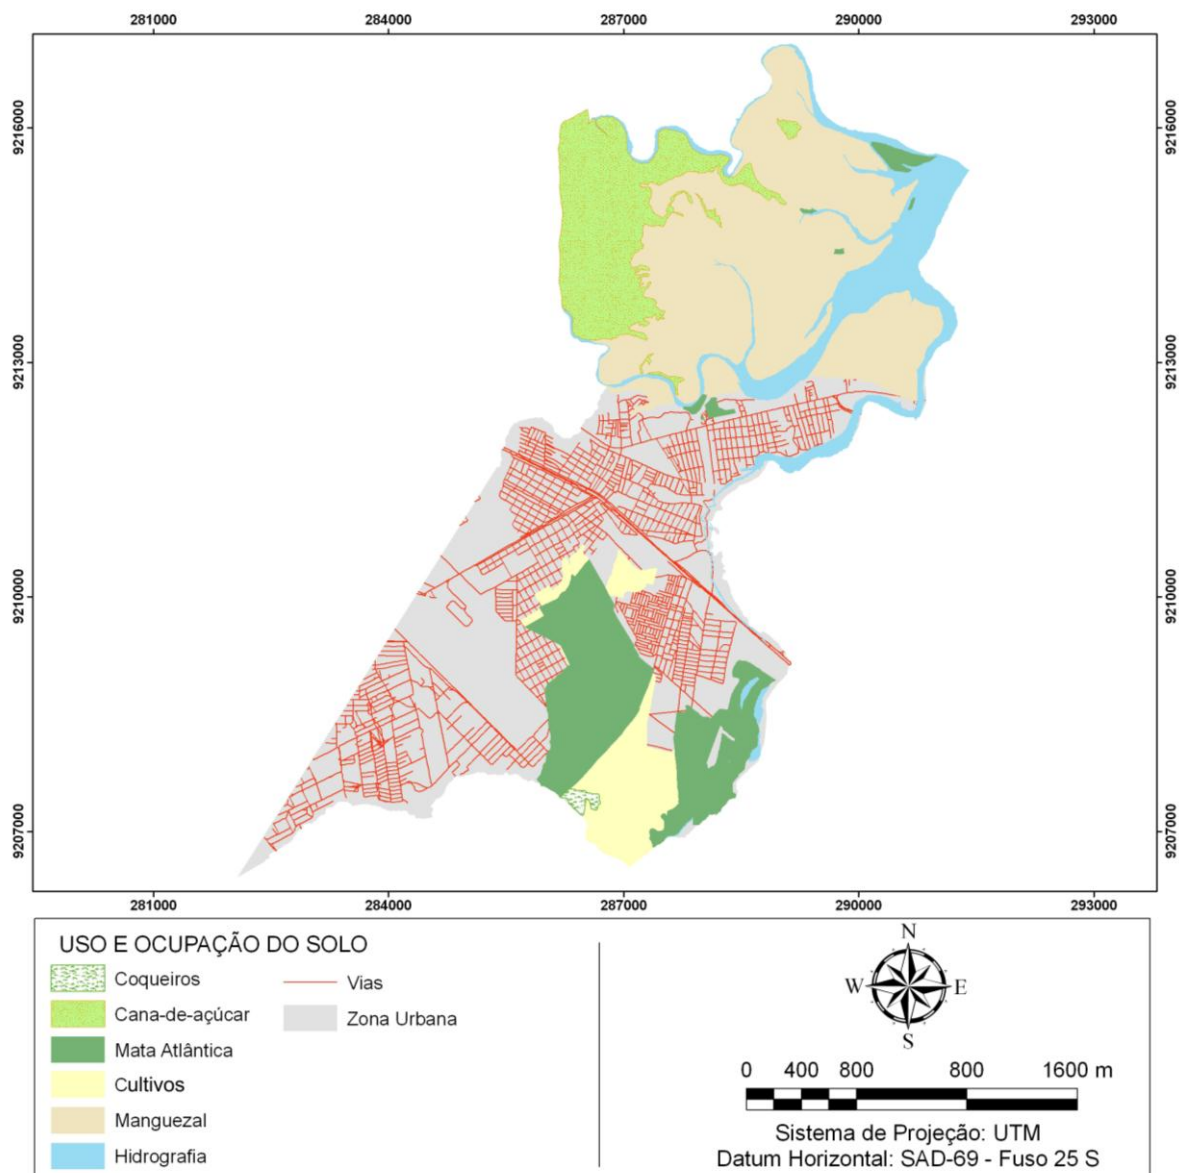 281000 284000 287000 290000 293000
9216000 9216000
9213000 9213000
9210000 9210000
9207000 9207000
281000 284000 287000 290000 293000
USO E OCUPAÇÃO DO SOLO
Coqueiros
Cana-de-açúcar
Mata Atlântica
Cultivos
Manguezal
Hidrografia
Vias
Zona Urbana
N
W E
S
0 400 800 800 1600 m
Sistema de Projeção: UTM
Datum Horizontal: SAD-69 - Fuso 25 S